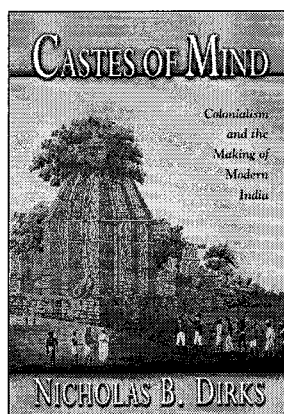 CASTES OF MIND
Colonialism
and the
Making of
Modern
India
NICHOLAS B. DIRKS